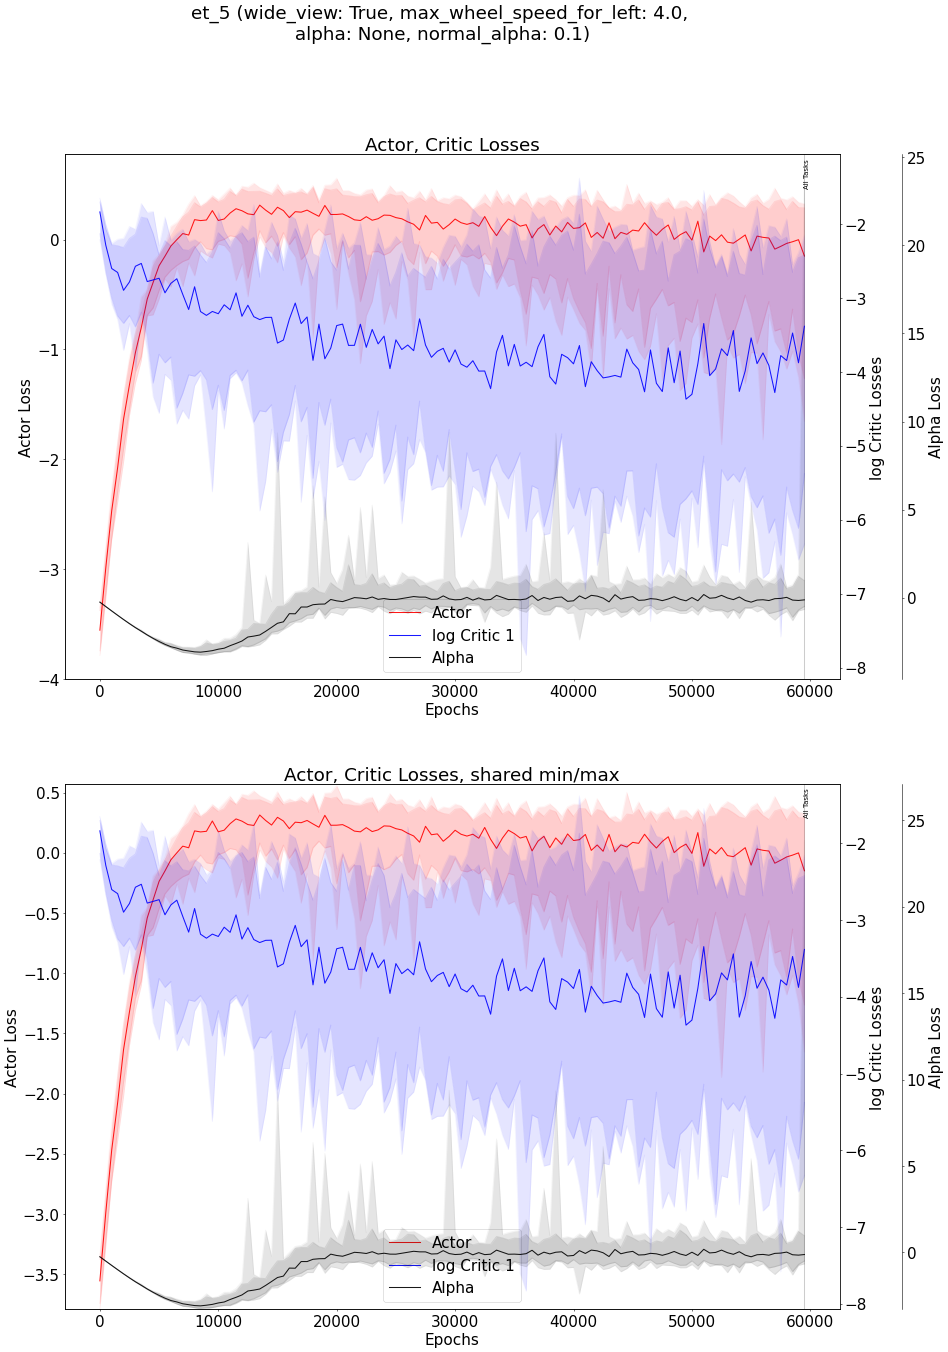 et_5 (wide_view: True, max_wheel_speed_for_left: 4.0,
alpha: None, normal_alpha: 0.1)
Actor, Critic Losses
All Tasks
0
−1
−2
−3
−4
Actor Loss
−2
−3
−4
−5
−6
−7
−8
log Critic Losses
25
20
15
10
5
0
Alpha Loss
Actor
log Critic 1
Alpha
0 10000 20000 30000 40000 50000 60000
Epochs
Actor, Critic Losses, shared min/max
All Tasks
0.5
0.0
−0.5
−1.0
−1.5
−2.0
−2.5
−3.0
−3.5
Actor Loss
−2
−3
−4
−5
−6
−7
−8
log Critic Losses
25
20
15
10
5
0
Alpha Loss
Actor
log Critic 1
Alpha
0 10000 20000 30000 40000 50000 60000
Epochs